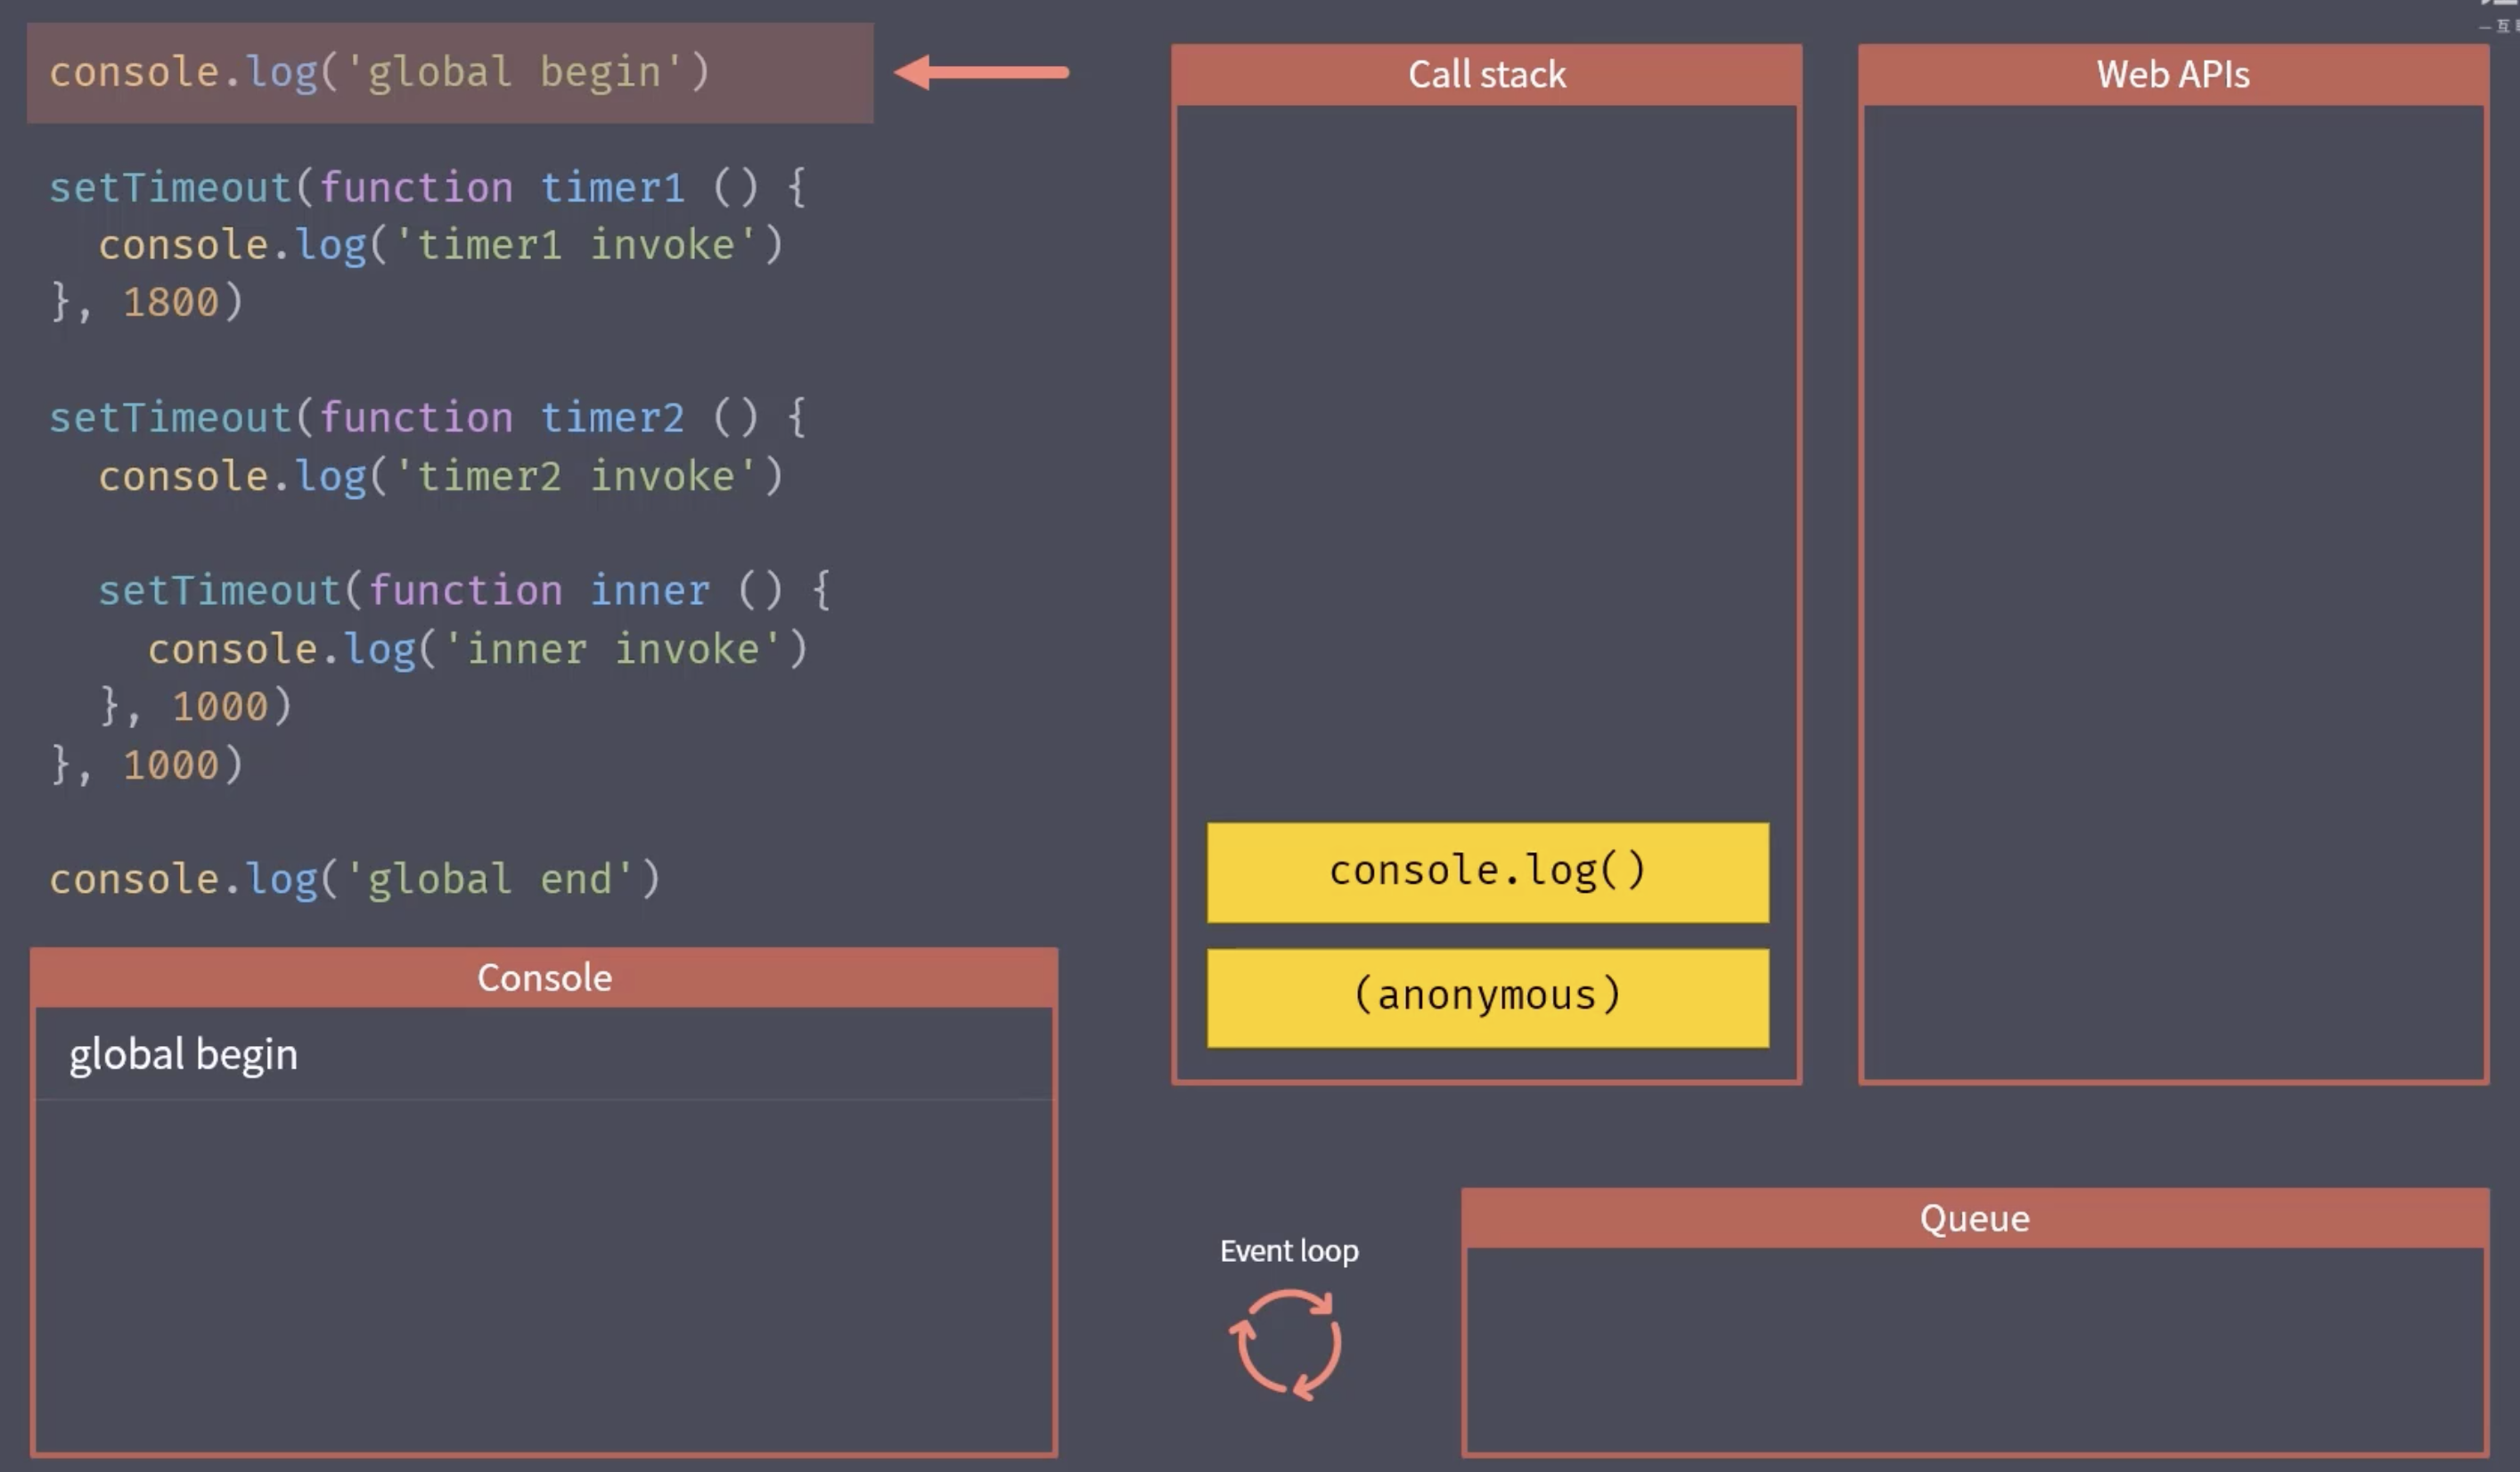 console.log('global begin')
setTimeout(function timer1 () {
console.log('timer1 invoke')
}, 1800)
setTimeout(function timer2 () {
console.log('timer2 invoke')
setTimeout(function inner () {
console.log('inner invoke')
}, 1000)
}, 1000)
console.log('global end')
Console
global begin
Call stack
console.log()
(anonymous)
Web APIs
Event loop
Queue